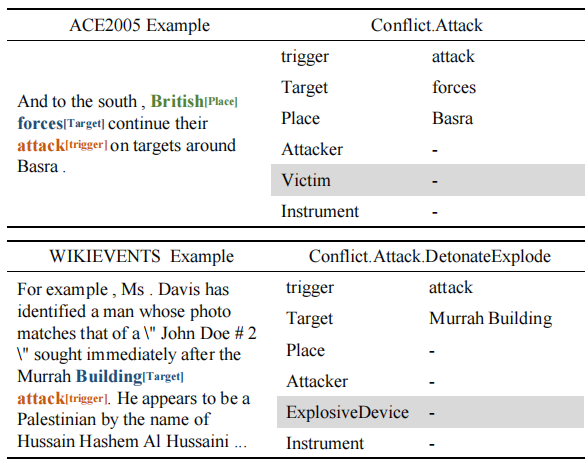 ACE2005 Example
Conflict.Attack
And to the south , British[Place]
forces[Target] continue their
attack[trigger] on targets around
Basra .
trigger attack
Target forces
Place Basra
Attacker -
Victim -
Instrument -
WIKIEVENTS Example
Conflict.Attack.DetonateExplode
For example , Ms . Davis has
identified a man whose photo
matches that of a \" John Doe # 2
\" sought immediately after the
Murrah Building[Target]
attack[trigger]. He appears to be a
Palestinian by the name of
Hussain Hashem Al Hussaini ...
trigger attack
Target Murrah Building
Place -
Attacker -
ExplosiveDevice -
Instrument -